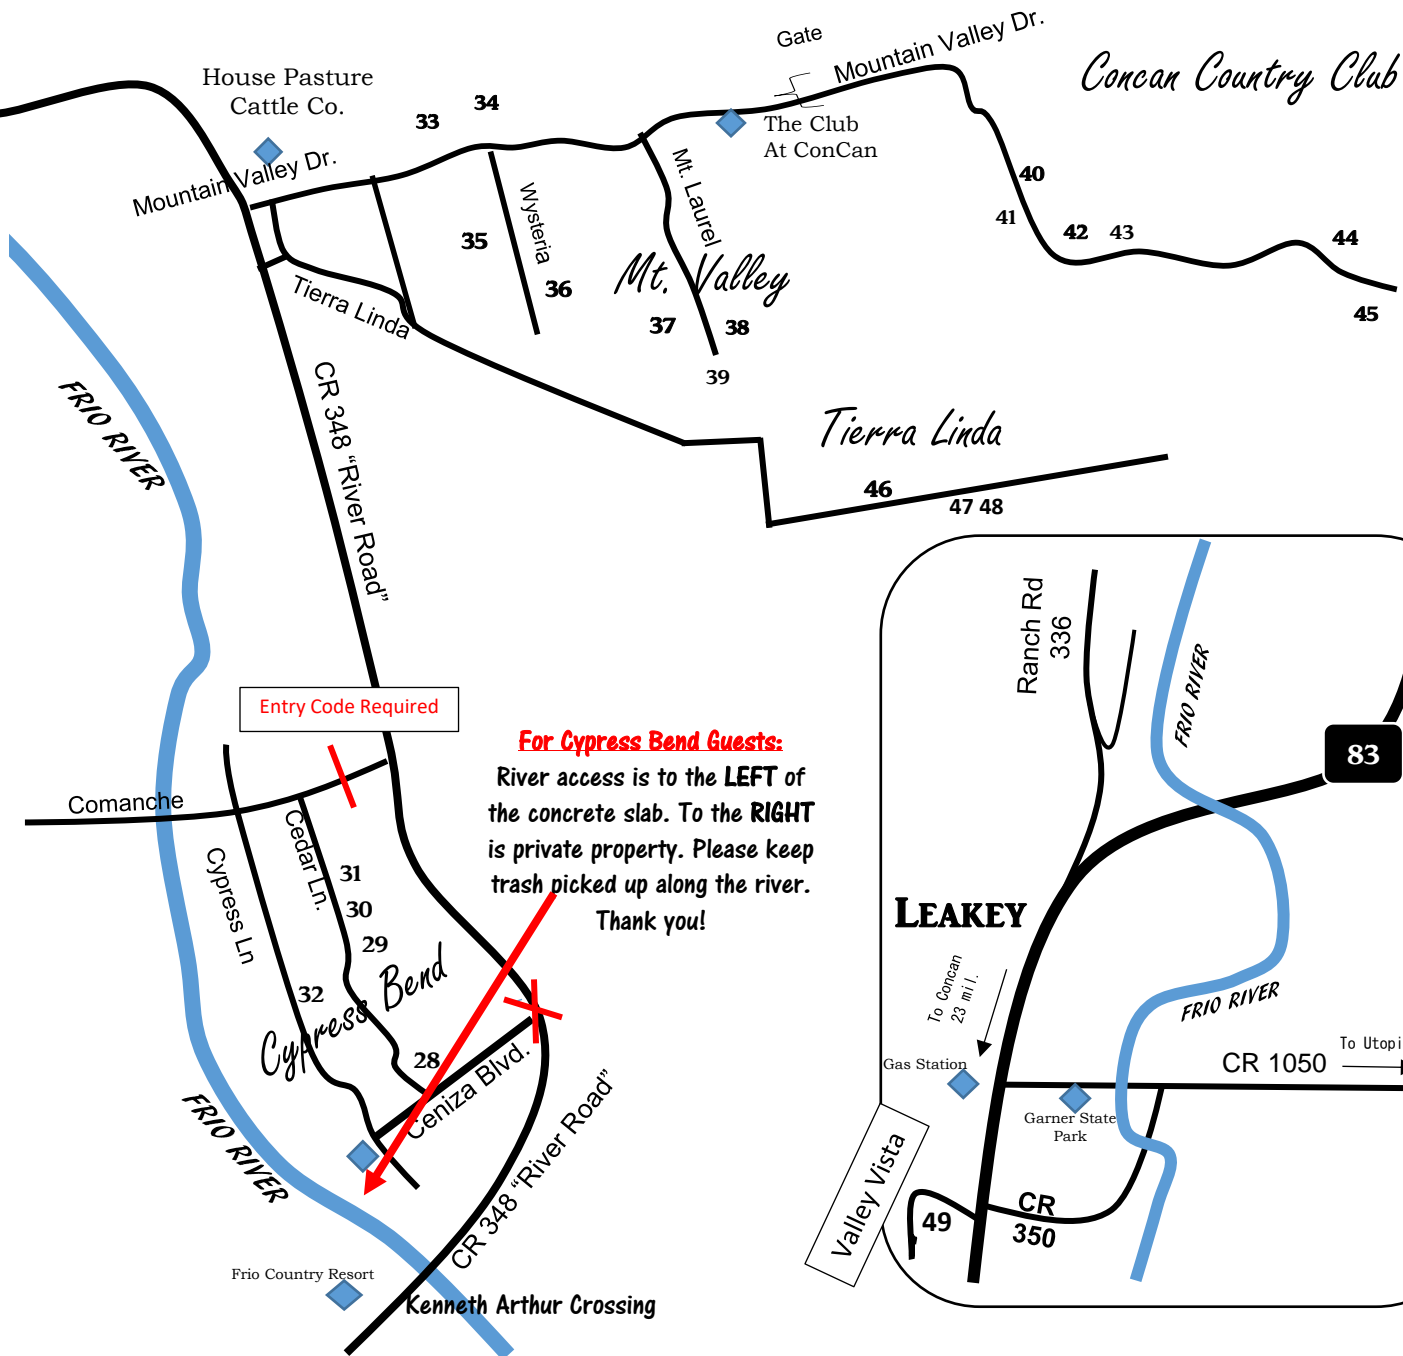 Gate
Mountain Valley Dr.
Concan Country Club
House Pasture
Cattle Co.
34
33
The Club
At ConCan
Mountain Valley Dr.
Mt. Laurel
Wysteria
40
41
42
43
44
45
35
36
Mt. Valley
37
38
39
Tierra Linda
FRIO RIVER
CR 348 “River Road”
Tierra Linda
46
47 48
Entry Code Required
For Cypress Bend Guests:
River access is to the LEFT of
the concrete slab. To the RIGHT
is private property. Please keep
trash picked up along the river.
Thank you!
Comanche
Cedar Ln.
Cypress Ln
31
30
29
32
Cypress Bend
28
Ceniza Blvd.
FRIO RIVER
CR 348 “River Road”
Frio Country Resort
Kenneth Arthur Crossing
Ranch Rd
336
FRIO RIVER
83
LEAKEY
To Concan
23 mil.
FRIO RIVER
Gas Station
CR 1050
To Utopi
Garner State
Park
Valley Vista
49
CR
350